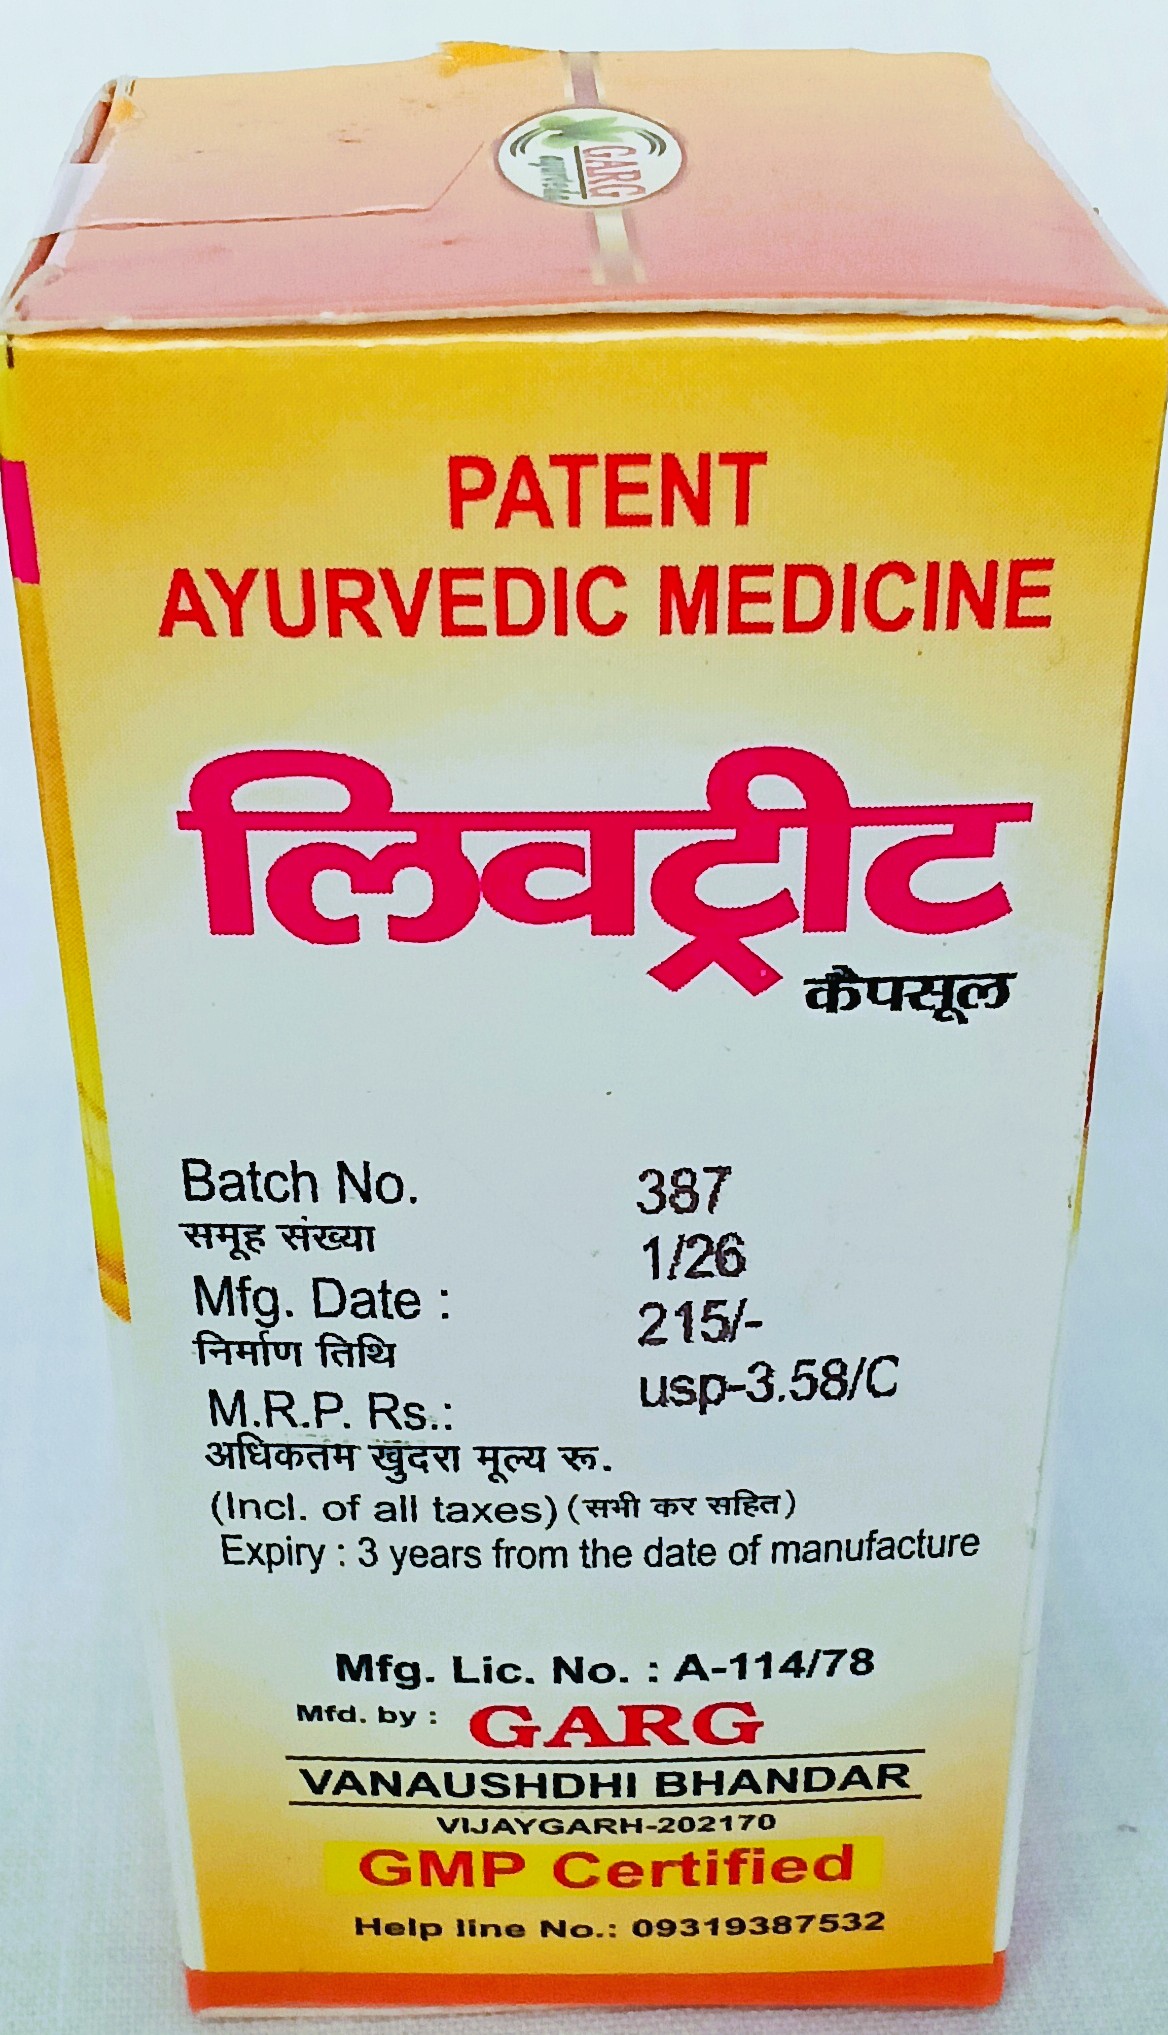 GARG
ayurveda
PATENT
AYURVEDIC MEDICINE
लिवट्रीट
कैपसूल
Batch No. 387
समूह संख्या 1/26
Mfg. Date : 215/-
निर्माण तिथि usp-3.58/C
M.R.P. Rs.:
अधिकतम खुदरा मूल्य रू.
(Incl. of all taxes) (सभी कर सहित)
Expiry : 3 years from the date of manufacture
Mfg. Lic. No. : A-114/78
Mfd. by : GARG
VANAUSHDHI BHANDAR
VIJAYGARH-202170
GMP Certified
Help line No.: 09319387532